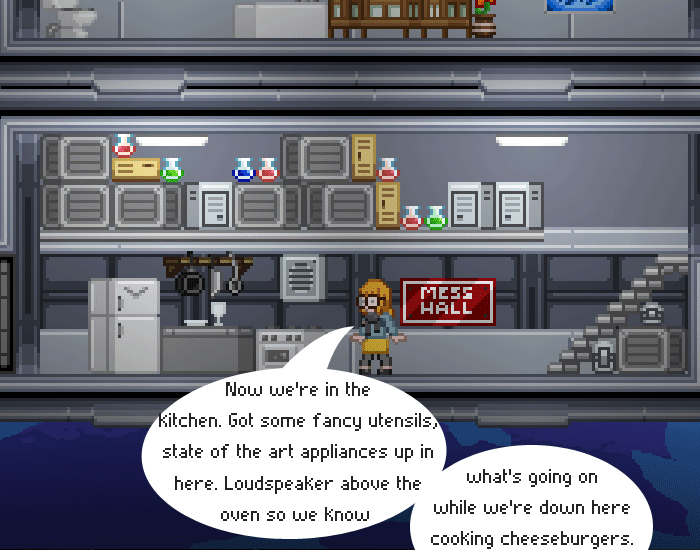 MESS
HALL
Now we're in the
kitchen. Got some fancy utensils,
state of the art appliances up in
here. Loudspeaker above the
oven so we know
what's going on
while we're down here
cooking cheeseburgers.